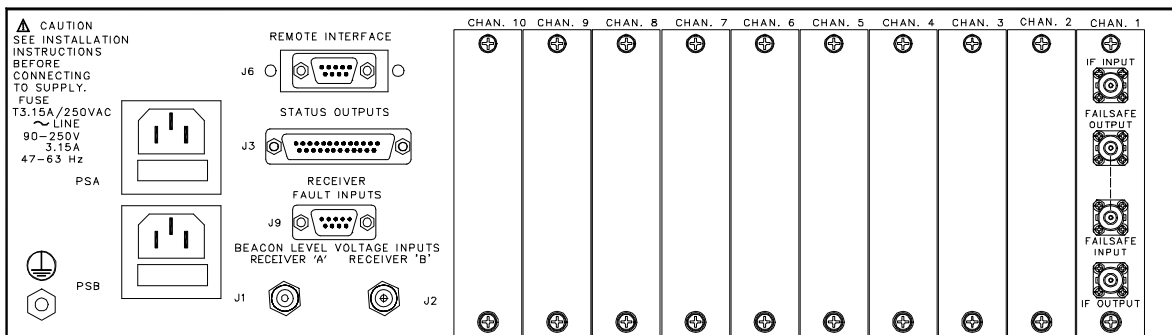 CAUTION
SEE INSTALLATION
INSTRUCTIONS
BEFORE
CONNECTING
TO SUPPLY.
FUSE
T3.15A/250VAC
~ LINE
90-250V
3.15A
47-63 Hz
PSA
PSB
REMOTE INTERFACE
J6
STATUS OUTPUTS
J3
RECEIVER
FAULT INPUTS
J9
BEACON LEVEL VOLTAGE INPUTS
RECEIVER 'A' RECEIVER 'B'
J1 J2
CHAN. 10 CHAN. 9 CHAN. 8 CHAN. 7 CHAN. 6 CHAN. 5 CHAN. 4 CHAN. 3 CHAN. 2 CHAN. 1
IF INPUT
FAILSAFE
OUTPUT
FAILSAFE
INPUT
IF OUTPUT